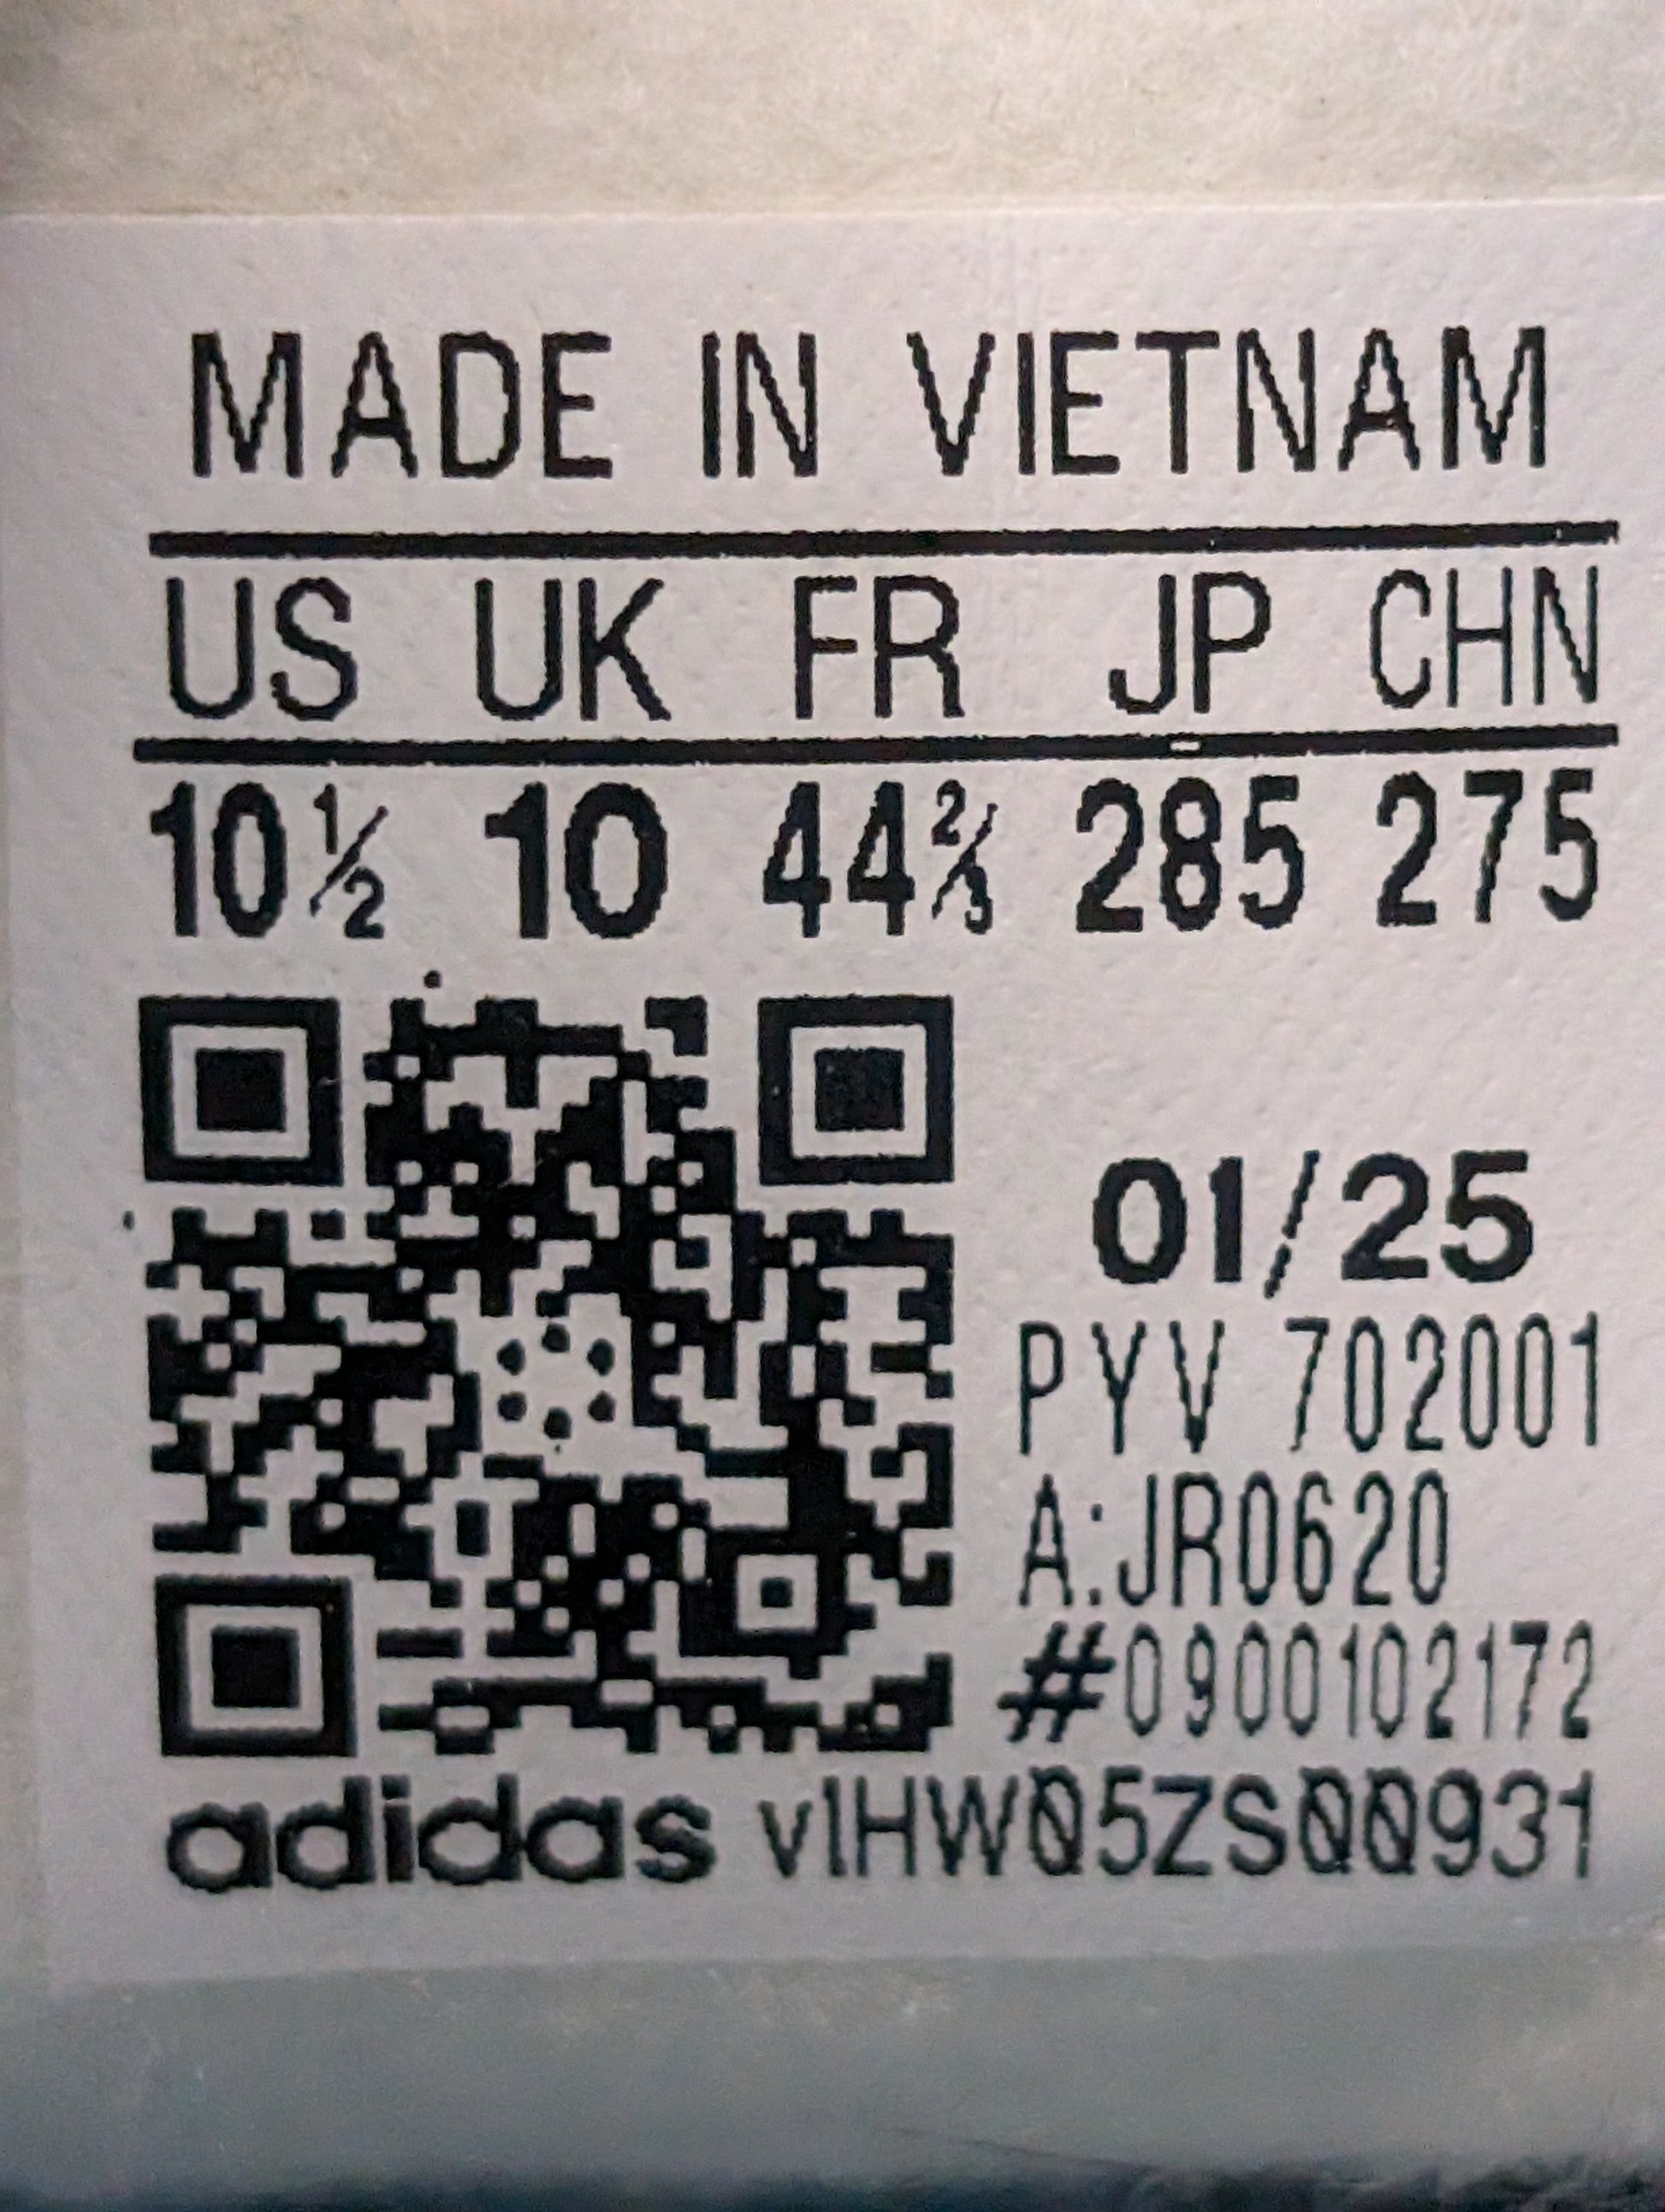 MADE IN VIETNAM
US UK FR JP CHN
10½ 10 44⅔ 285 275
01/25
PYV 702001
A:JR0620
#0900102172
adidas v1HW05ZS00931